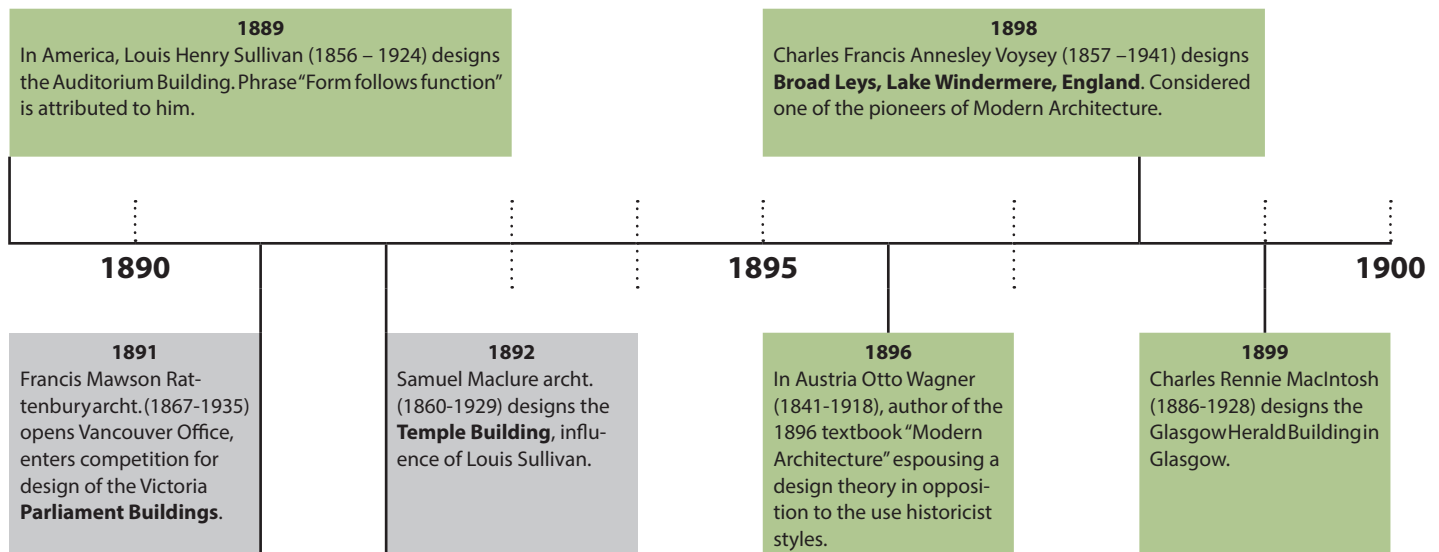 1889
In America, Louis Henry Sullivan (1856 – 1924) designs
the Auditorium Building. Phrase “Form follows function”
is attributed to him.
1898
Charles Francis Annesley Voysey (1857 –1941) designs
Broad Leys, Lake Windermere, England. Considered
one of the pioneers of Modern Architecture.
1890
1895
1900
1891
Francis Mawson Rat-
tenbury archt. (1867-1935)
opens Vancouver Office,
enters competition for
design of the Victoria
Parliament Buildings.
1892
Samuel Maclure archt.
(1860-1929) designs the
Temple Building, influ-
ence of Louis Sullivan.
1896
In Austria Otto Wagner
(1841-1918), author of the
1896 textbook “Modern
Architecture” espousing a
design theory in opposi-
tion to the use historicist
styles.
1899
Charles Rennie MacIntosh
(1886-1928) designs the
Glasgow Herald Building in
Glasgow.